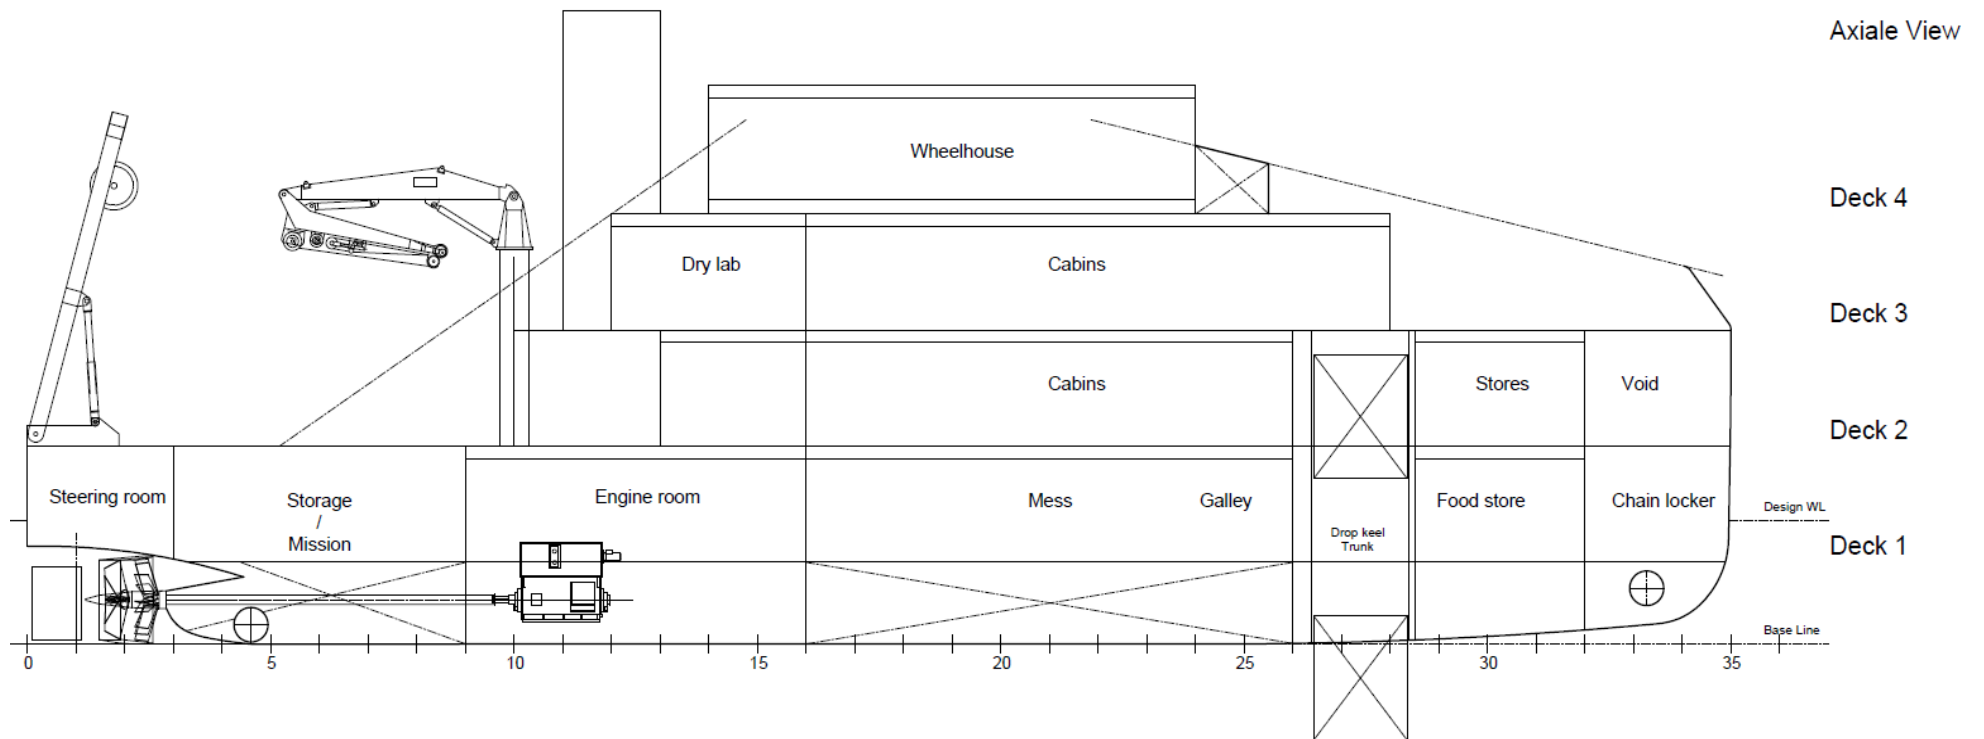 Axiale View
Wheelhouse
Deck 4
Dry lab
Cabins
Deck 3
Cabins
Stores
Void
Deck 2
Steering room
Storage
/
Mission
Engine room
Mess
Galley
Food store
Chain locker
Design WL
Drop keel
Trunk
Deck 1
Base Line
0
5
10
15
20
25
30
35